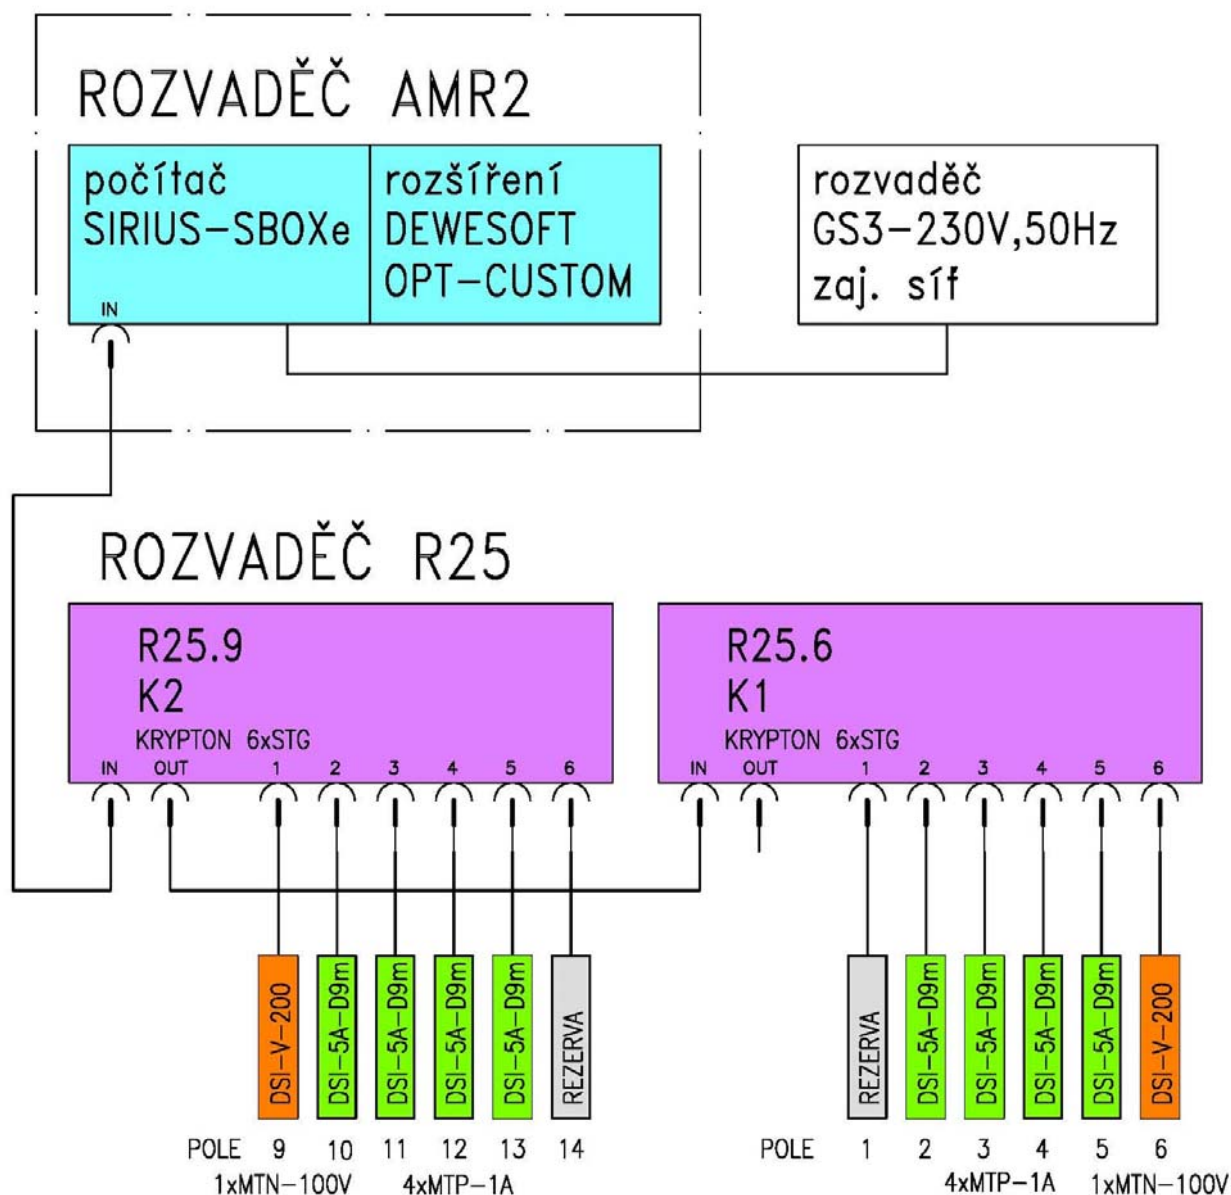 ROZVADĚČ AMR2
počítač
SIRIUS-SBOXe
IN
rozšíření
DEWESOFT
OPT-CUSTOM
rozvaděč
GS3-230V,50Hz
zaj. síť
ROZVADĚČ R25
R25.9
K2
KRYPTON 6xSTG
IN OUT 1 2 3 4 5 6
R25.6
K1
KRYPTON 6xSTG
IN OUT 1 2 3 4 5 6
DSI-V-200
DSI-5A-D9m
DSI-5A-D9m
DSI-5A-D9m
DSI-5A-D9m
REZERVA
REZERVA
DSI-5A-D9m
DSI-5A-D9m
DSI-5A-D9m
DSI-5A-D9m
DSI-V-200
POLE 9 10 11 12 13 14
1xMTN-100V 4xMTP-1A
POLE 1 2 3 4 5 6
4xMTP-1A 1xMTN-100V